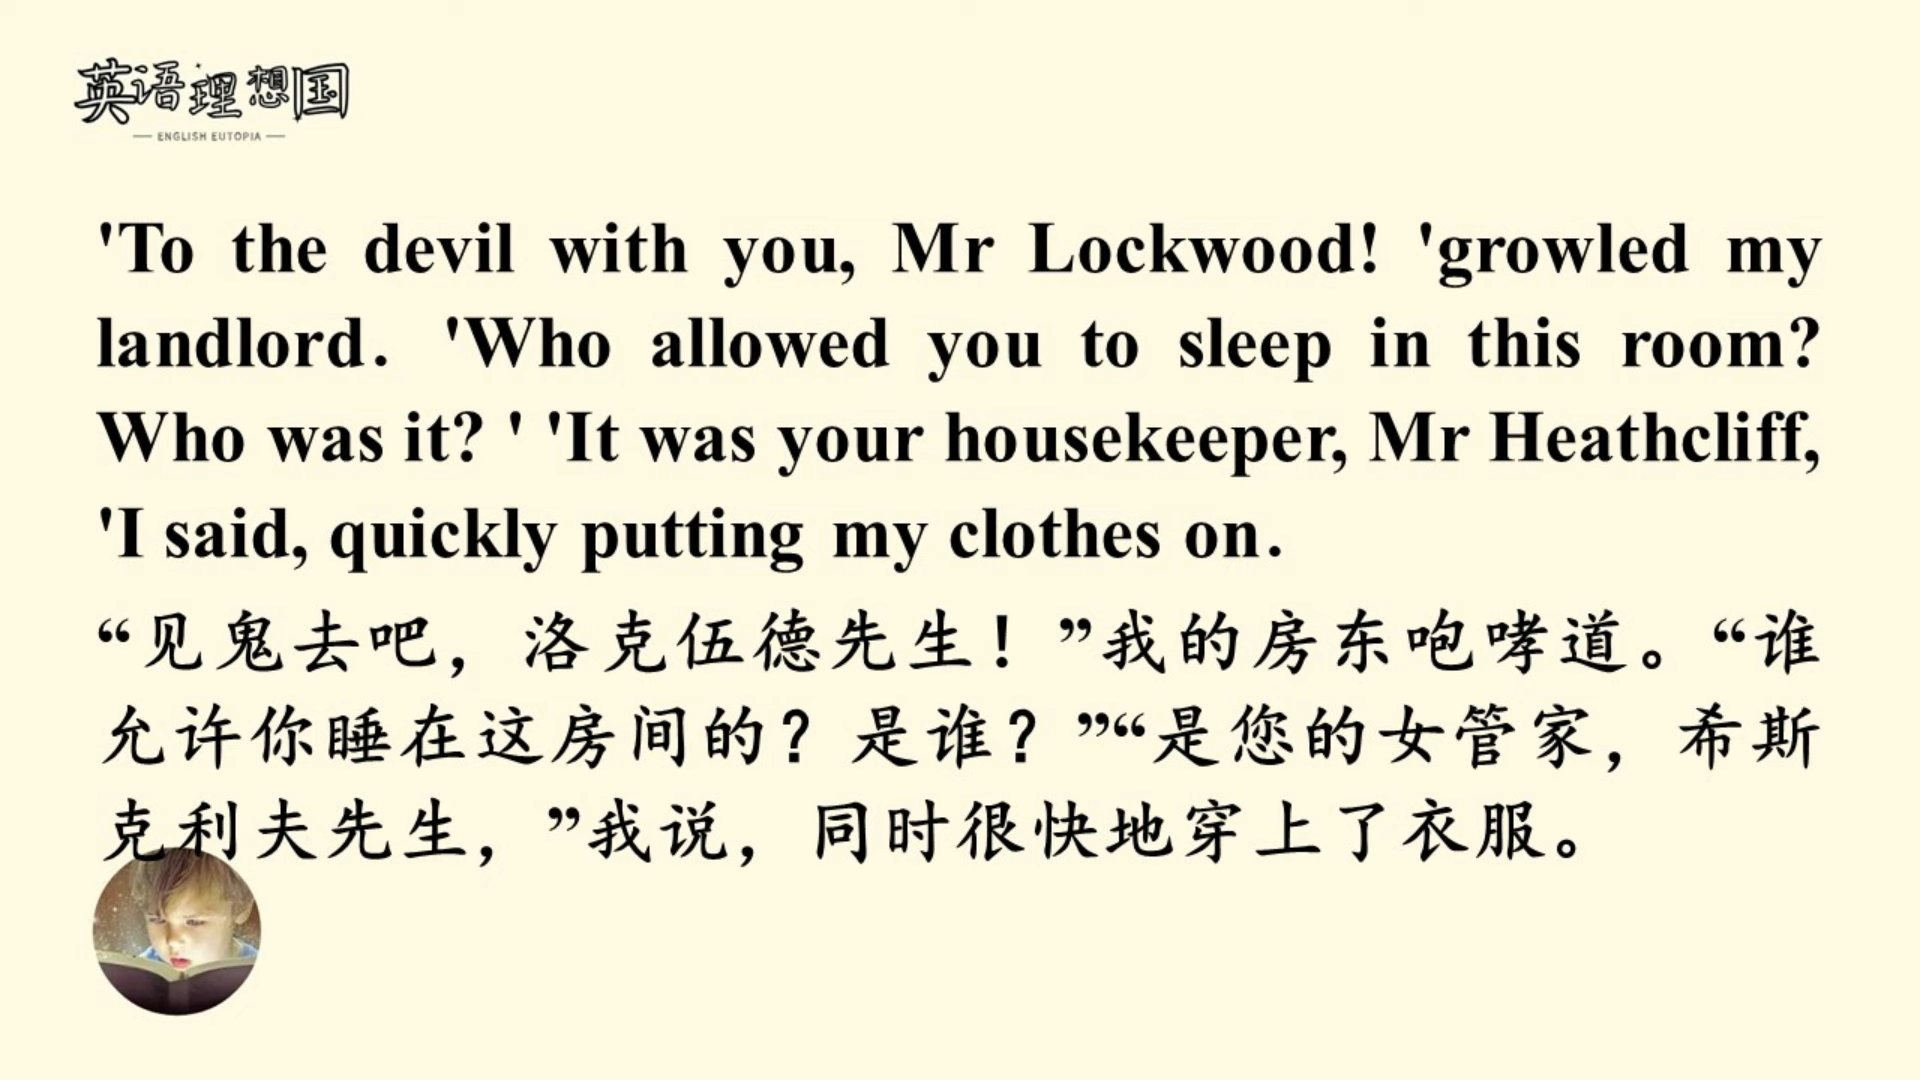 英语理想国
ENGLISH EUTOPIA
'To the devil with you, Mr Lockwood! 'growled my
landlord. 'Who allowed you to sleep in this room?
Who was it? ' 'It was your housekeeper, Mr Heathcliff,
'I said, quickly putting my clothes on.
“见鬼去吧，洛克伍德先生！”我的房东咆哮道。“谁
允许你睡在这房间的？是谁？”“是您的女管家，希斯
克利夫先生，”我说，同时很快地穿上了衣服。